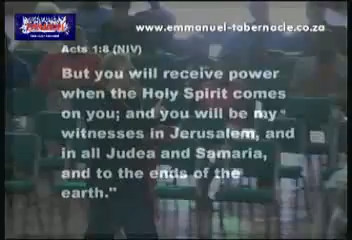 www.emmanuel-tabernacle.co.za
Acts 1:8 (NIV)
But you will receive power
when the Holy Spirit comes
on you; and you will be my
witnesses in Jerusalem, and
in all Judea and Samaria,
and to the ends of the
earth."